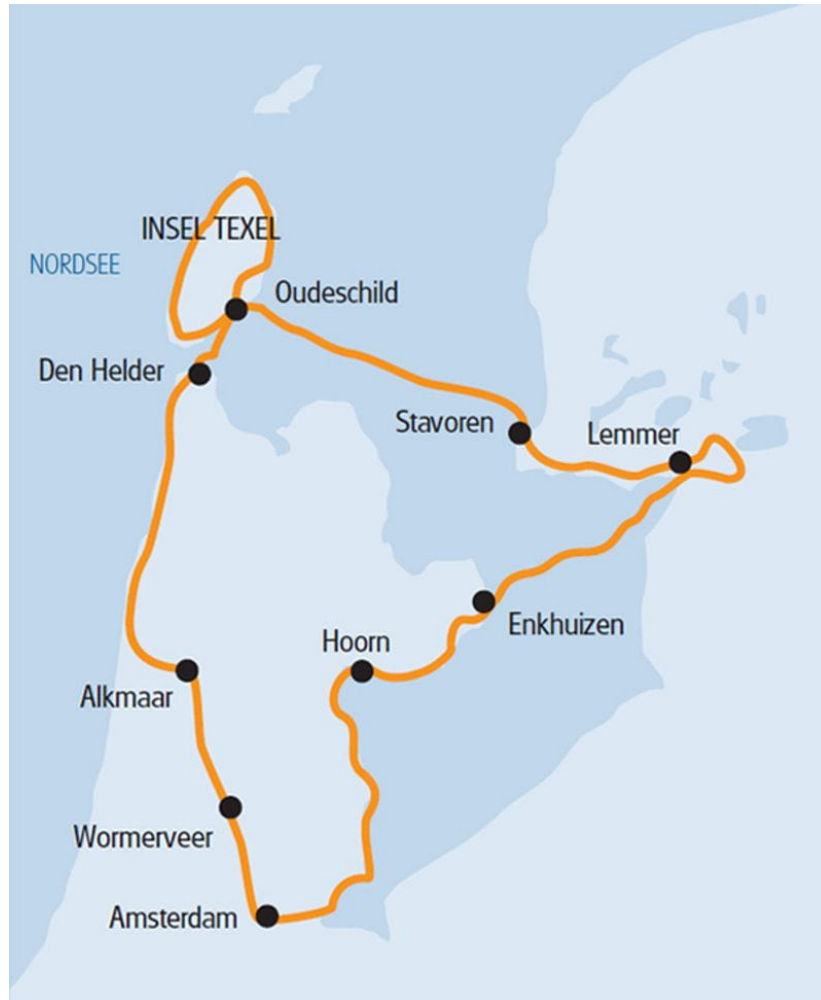 INSEL TEXEL
NORDSEE
Oudeschild
Den Helder
Stavoren
Lemmer
Enkhuizen
Hoorn
Alkmaar
Wormerveer
Amsterdam